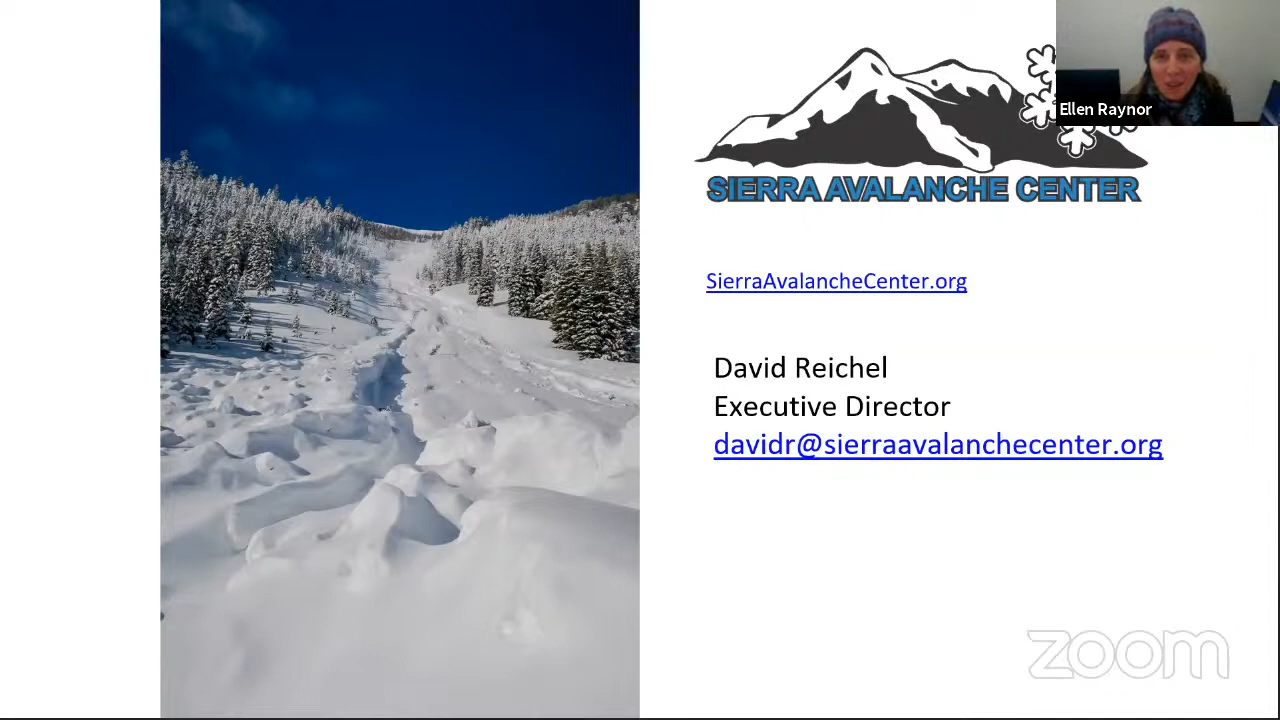 Ellen Raynor
SIERRA AVALANCHE CENTER
SierraAvalancheCenter.org
David Reichel
Executive Director
davidr@sierraavalanchecenter.org
zoom